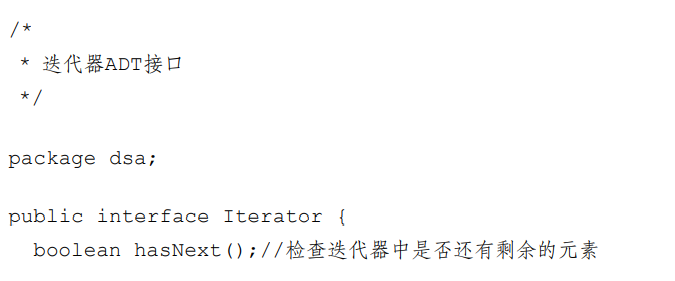 /*
 * 迭代器ADT接口
 */
package dsa;
public interface Iterator {
  boolean hasNext();//检查迭代器中是否还有剩余的元素